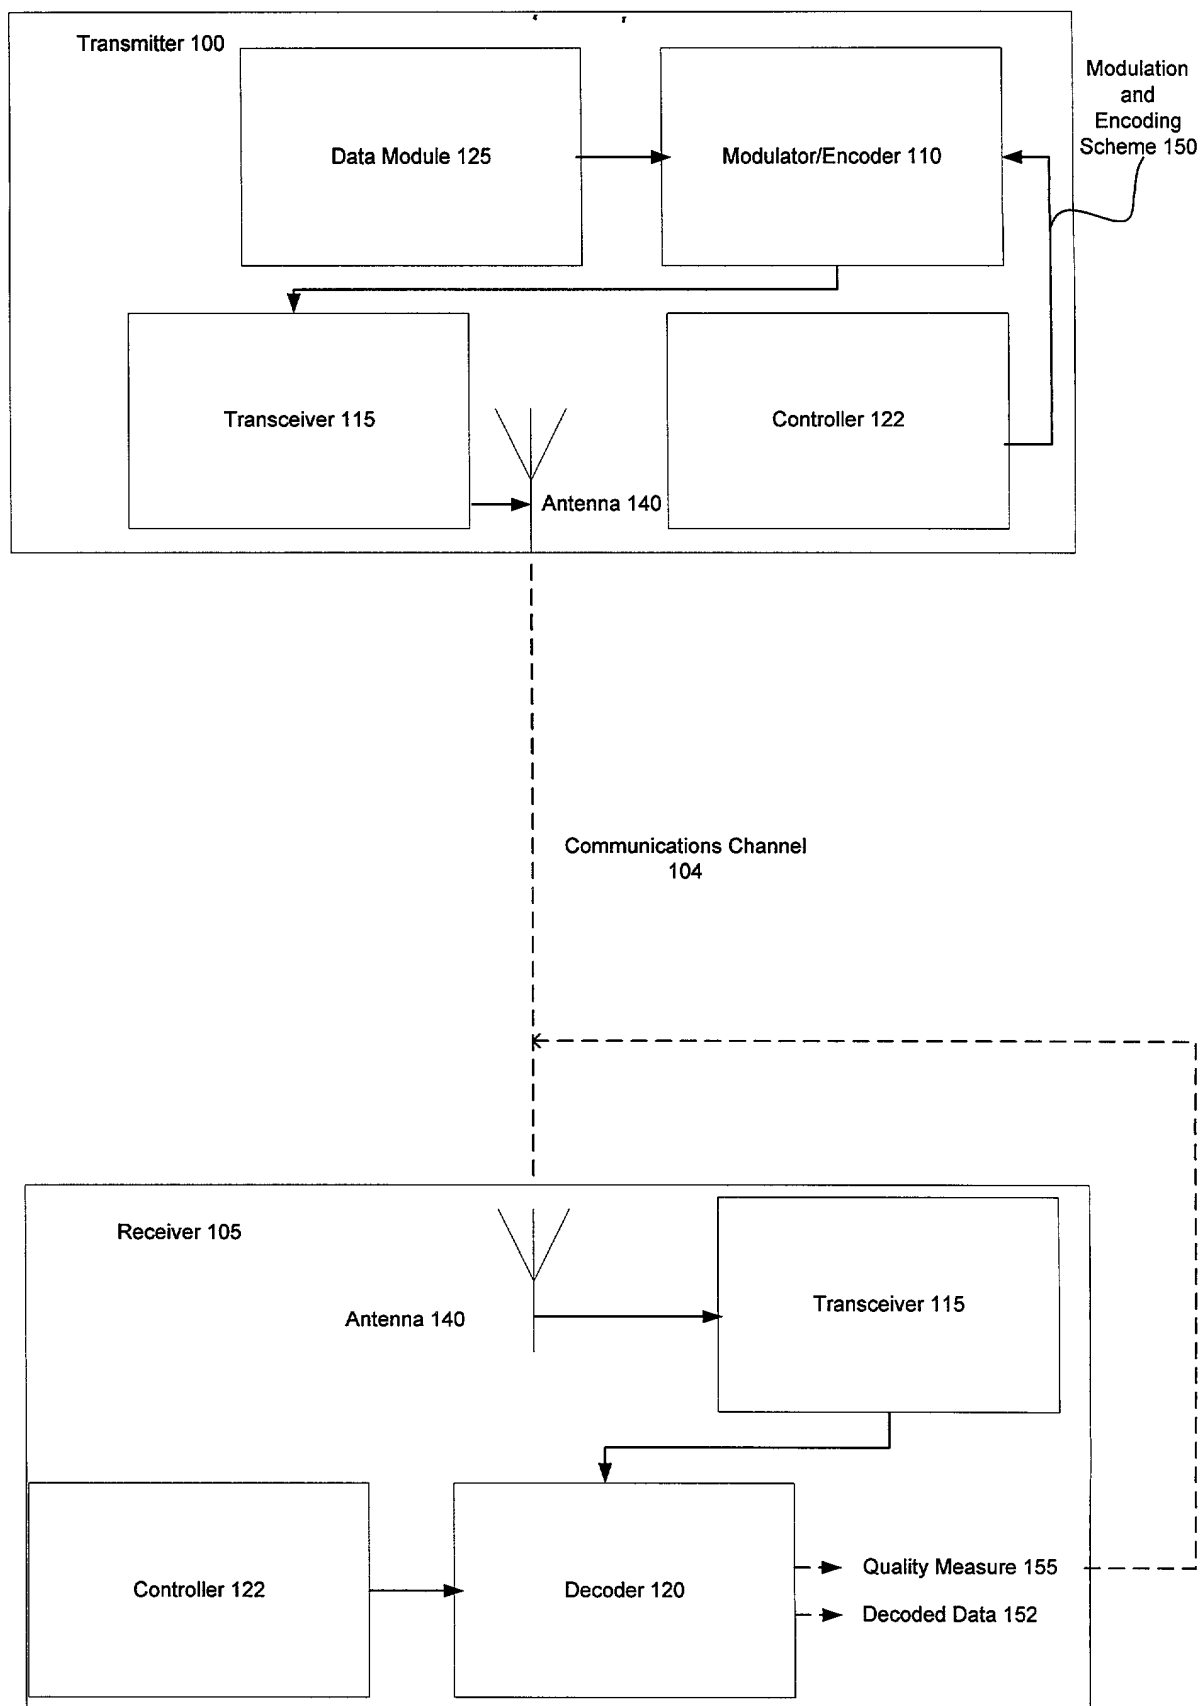 Transmitter 100
Modulation
and
Encoding
Scheme 150
Data Module 125
Modulator/Encoder 110
Transceiver 115
Controller 122
Antenna 140
Communications Channel
104
Receiver 105
Transceiver 115
Antenna 140
Quality Measure 155
Controller 122
Decoder 120
Decoded Data 152